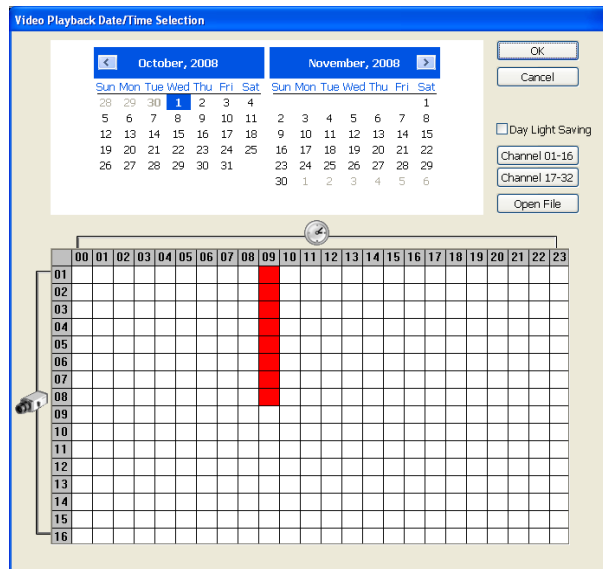 Video Playback Date/Time Selection
October, 2008 November, 2008
Sun Mon Tue Wed Thu Fri Sat Sun Mon Tue Wed Thu Fri Sat
28 29 30 1 2 3 4 1
5 6 7 8 9 10 11 2 3 4 5 6 7 8
12 13 14 15 16 17 18 9 10 11 12 13 14 15
19 20 21 22 23 24 25 16 17 18 19 20 21 22
26 27 28 29 30 31 23 24 25 26 27 28 29
30 1 2 3 4 5 6
OK
Cancel
Day Light Saving
Channel 01-16
Channel 17-32
Open File
00 01 02 03 04 05 06 07 08 09 10 11 12 13 14 15 16 17 18 19 20 21 22 23
01
02
03
04
05
06
07
08
09
10
11
12
13
14
15
16